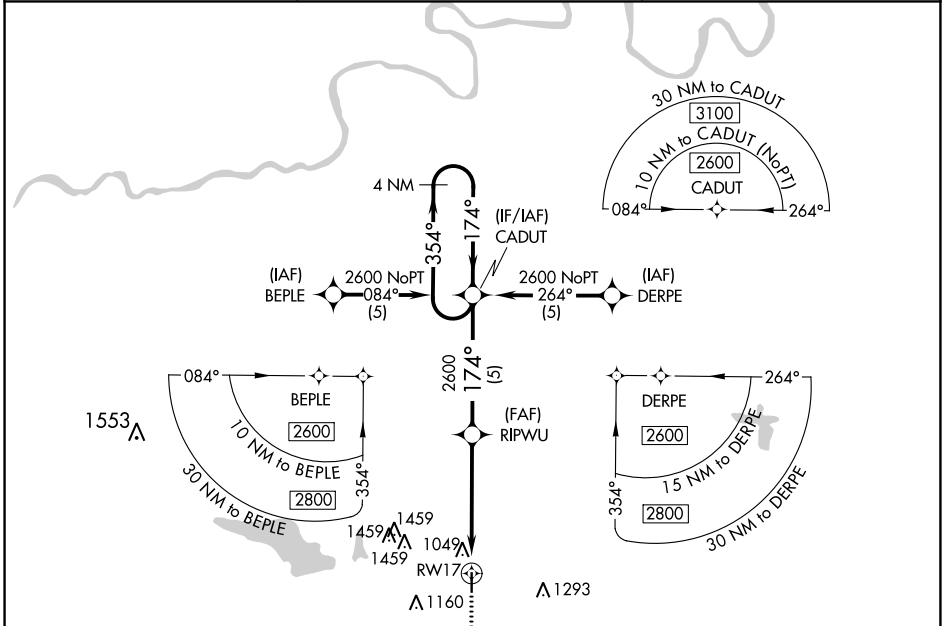 30 NM to CADUT
3100
10 NM to CADUT (NoPT)
2600
CADUT
084°
264°
4 NM
354°
174°
(IF/IAF)
CADUT
(IAF)
BEPLE
2600 NoPT
084°
(5)
2600 NoPT
264°
(5)
(IAF)
DERPE
2600
174°
(5)
084°
BEPLE
2600
10 NM to BEPLE
2800
30 NM to BEPLE
354°
264°
DERPE
2600
15 NM to DERPE
2800
30 NM to DERPE
354°
(FAF)
RIPWU
1553
1459
1459
1459
1049
RW17
1160
1293